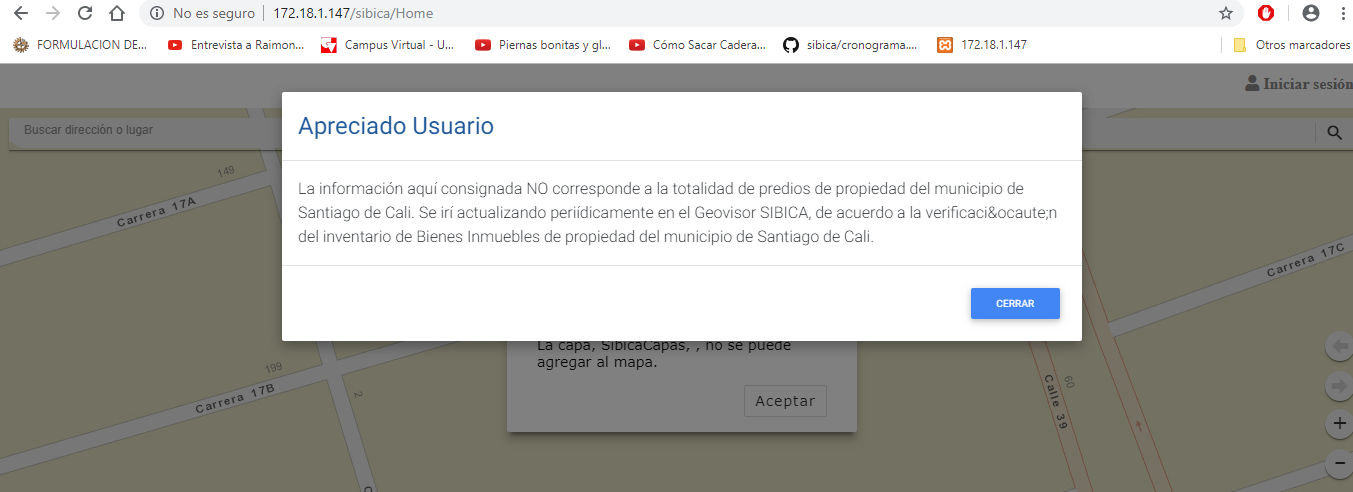 No es seguro 172.18.1.147/sibica/Home
FORMULACION DE... Entrevista a Raimon... Campus Virtual - U... Piernas bonitas y gl... Cómo Sacar Cadera... sibica/cronograma.... 172.18.1.147 Otros marcadores
Iniciar sesión
Buscar dirección o lugar
Apreciado Usuario
La información aquí consignada NO corresponde a la totalidad de predios de propiedad del municipio de
Santiago de Cali. Se irí actualizando periídicamente en el Geovisor SIBICA, de acuerdo a la verificaci&ocaute;n
del inventario de Bienes Inmuebles de propiedad del municipio de Santiago de Cali.
CERRAR
La capa, SibicaCapas, , no se puede
agregar al mapa.
Aceptar
149
Carrera 17A
Carrera 17C
199
Carrera 17B
2
60
Calle 39